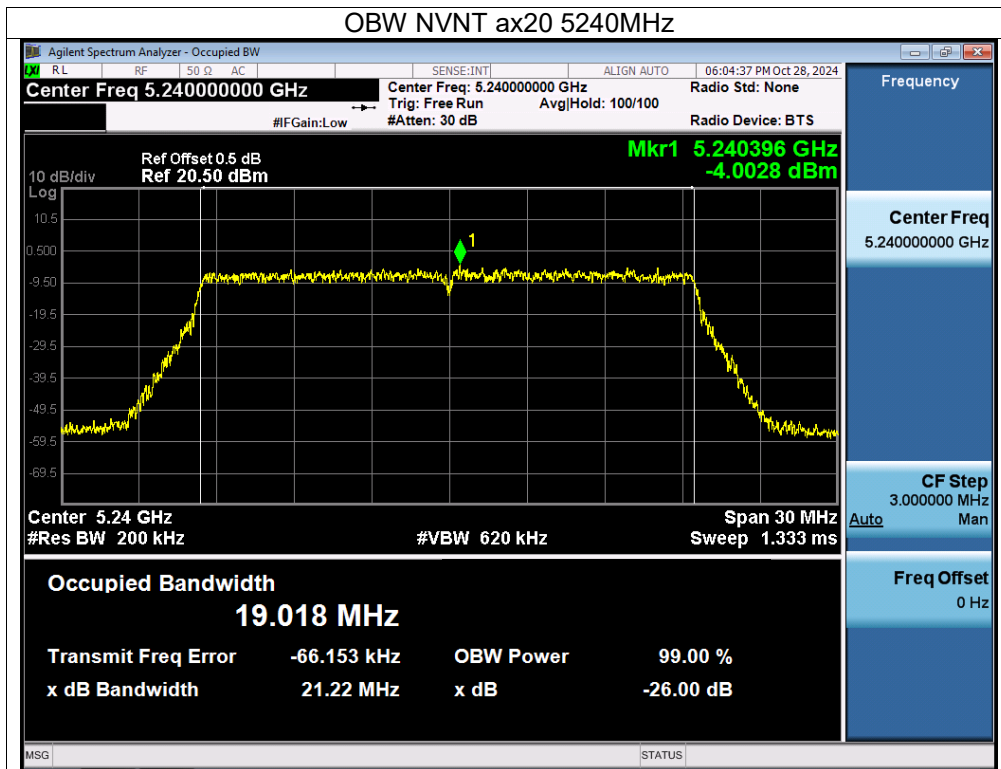 OBW NVNT ax20 5240MHz
Agilent Spectrum Analyzer - Occupied BW
LXI RL RF 50 Ω AC SENSE:INT ALIGN AUTO 06:04:37 PM Oct 28, 2024
Center Freq 5.240000000 GHz
Center Freq: 5.240000000 GHz Radio Std: None
Trig: Free Run Avg|Hold: 100/100
#IFGain:Low #Atten: 30 dB Radio Device: BTS
Mkr1 5.240396 GHz
-4.0028 dBm
Ref Offset 0.5 dB
10 dB/div Ref 20.50 dBm
Log
10.5
0.500
-9.50
-19.5
-29.5
-39.5
-49.5
-59.5
-69.5
1
Center 5.24 GHz Span 30 MHz
#Res BW 200 kHz #VBW 620 kHz Sweep 1.333 ms
Occupied Bandwidth
19.018 MHz
Transmit Freq Error -66.153 kHz OBW Power 99.00 %
x dB Bandwidth 21.22 MHz x dB -26.00 dB
MSG STATUS
Frequency
Center Freq
5.240000000 GHz
CF Step
3.000000 MHz
Auto Man
Freq Offset
0 Hz